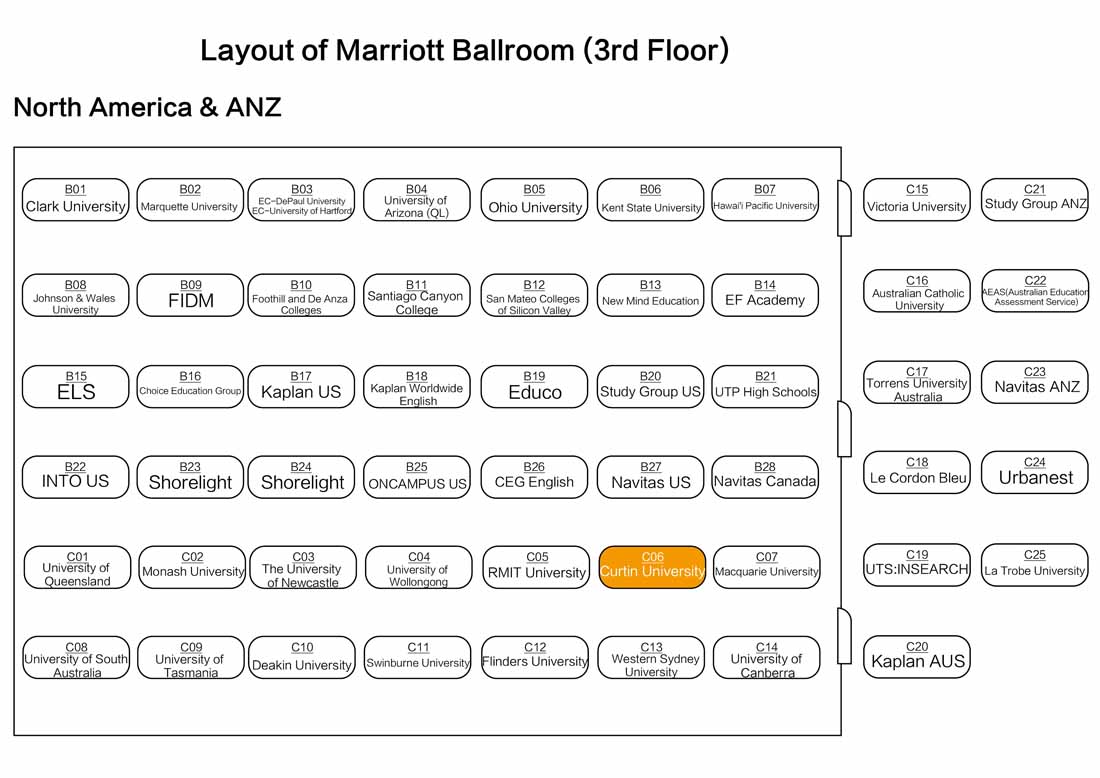 Layout of Marriott Ballroom (3rd Floor)
North America & ANZ
B01
Clark University
B02
Marquette University
B03
EC-DePaul University
EC-University of Hartford
B04
University of
Arizona (QL)
B05
Ohio University
B06
Kent State University
B07
Hawai'i Pacific University
C15
Victoria University
C21
Study Group ANZ
B08
Johnson & Wales
University
B09
FIDM
B10
Foothill and De Anza
Colleges
B11
Santiago Canyon
College
B12
San Mateo Colleges
of Silicon Valley
B13
New Mind Education
B14
EF Academy
C16
Australian Catholic
University
C22
AEAS(Australian Education
Assessment Service)
B15
ELS
B16
Choice Education Group
B17
Kaplan US
B18
Kaplan Worldwide
English
B19
Educo
B20
Study Group US
B21
UTP High Schools
C17
Torrens University
Australia
C23
Navitas ANZ
B22
INTO US
B23
Shorelight
B24
Shorelight
B25
ONCAMPUS US
B26
CEG English
B27
Navitas US
B28
Navitas Canada
C18
Le Cordon Bleu
C24
Urbanest
C01
University of
Queensland
C02
Monash University
C03
The University
of Newcastle
C04
University of
Wollongong
C05
RMIT University
C06
Curtin University
C07
Macquarie University
C19
UTS:INSEARCH
C25
La Trobe University
C08
University of South
Australia
C09
University of
Tasmania
C10
Deakin University
C11
Swinburne University
C12
Flinders University
C13
Western Sydney
University
C14
University of
Canberra
C20
Kaplan AUS